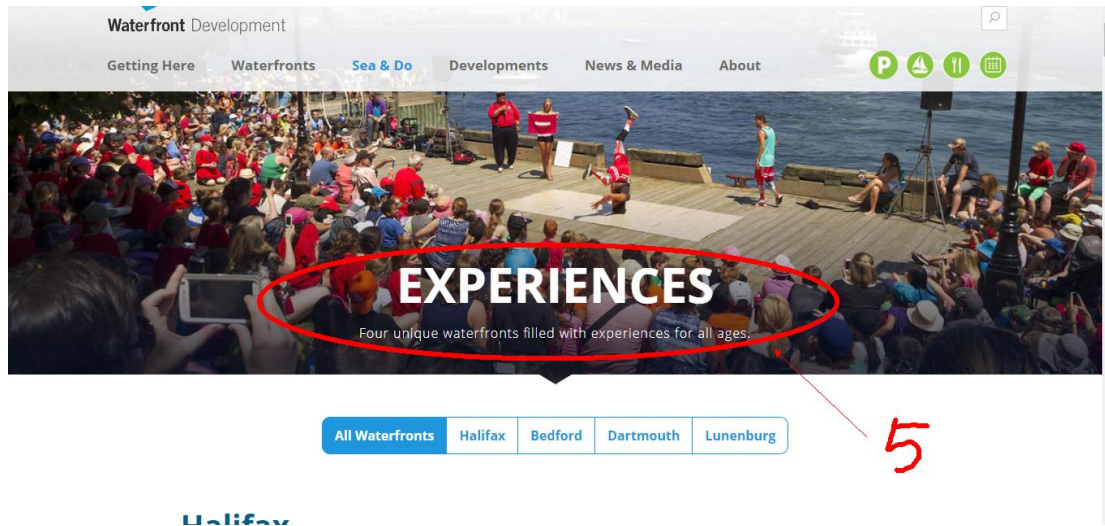 Waterfront Development
Getting Here Waterfronts Sea & Do Developments News & Media About P
EXPERIENCES
Four unique waterfronts filled with experiences for all ages.
All Waterfronts Halifax Bedford Dartmouth Lunenburg
5
Halifax